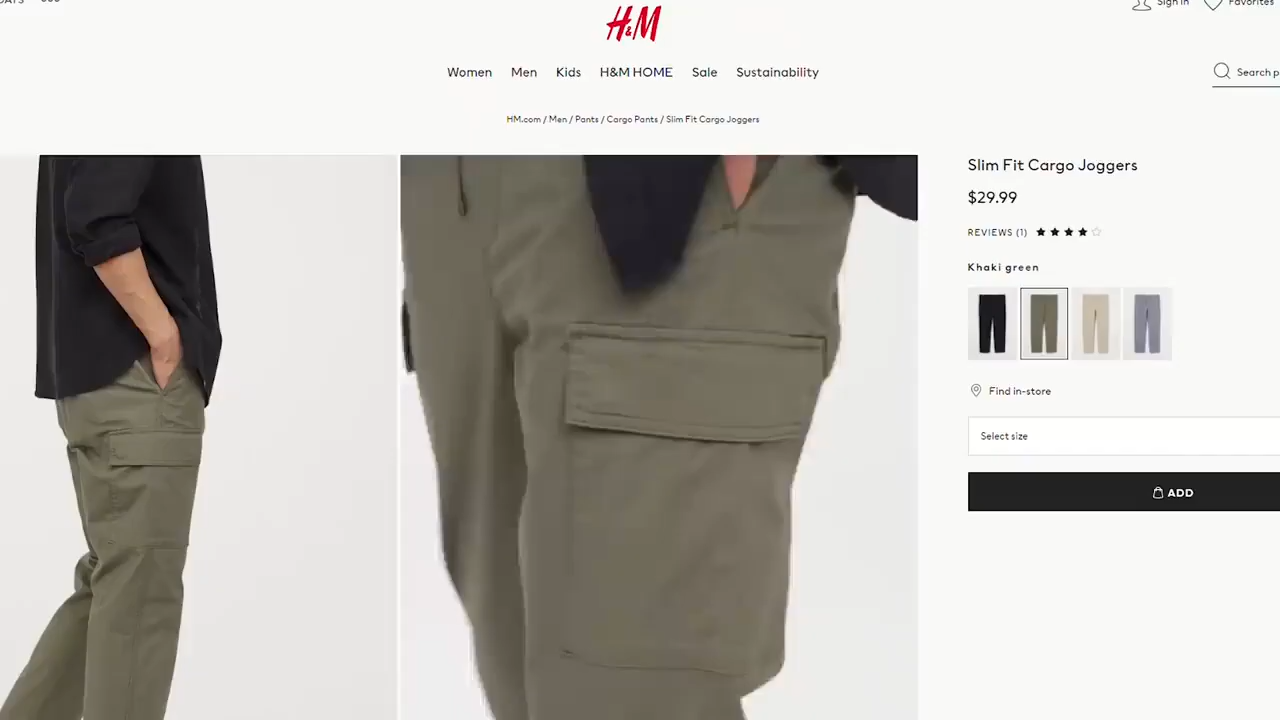 Sign in
Favorites
H&M
Women Men Kids H&M HOME Sale Sustainability
Search p
HM.com / Men / Pants / Cargo Pants / Slim Fit Cargo Joggers
Slim Fit Cargo Joggers
$29.99
REVIEWS (1)
Khaki green
Find in-store
Select size
ADD